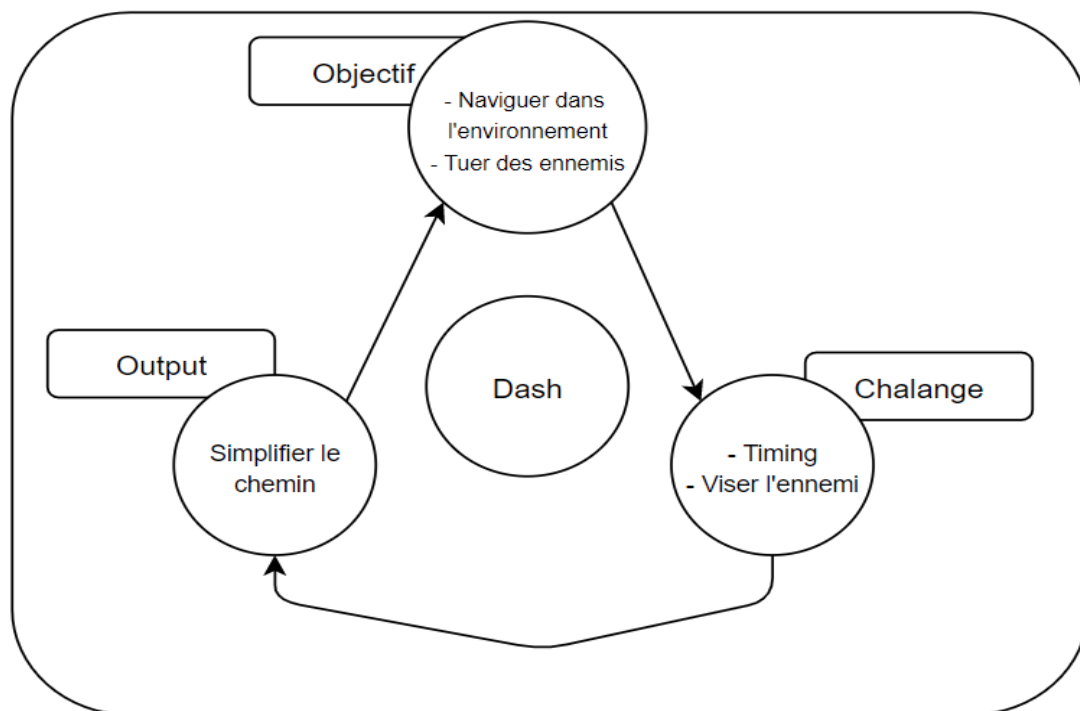 Objectif
- Naviguer dans
l'environnement
- Tuer des ennemis
Output
Simplifier le
chemin
Dash
Chalange
- Timing
- Viser l'ennemi